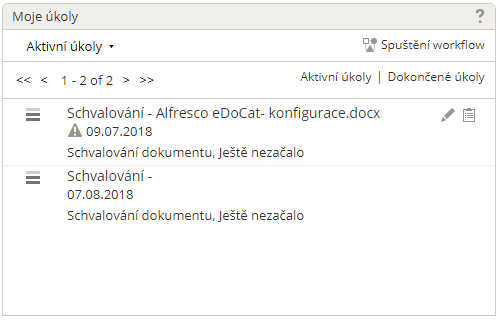 Moje úkoly ?
Aktivní úkoly Spuštění workflow
<< < 1 - 2 of 2 > >> Aktivní úkoly | Dokončené úkoly
Schvalování - Alfresco eDoCat- konfigurace.docx
09.07.2018
Schvalování dokumentu, Ještě nezačalo
Schvalování -
07.08.2018
Schvalování dokumentu, Ještě nezačalo